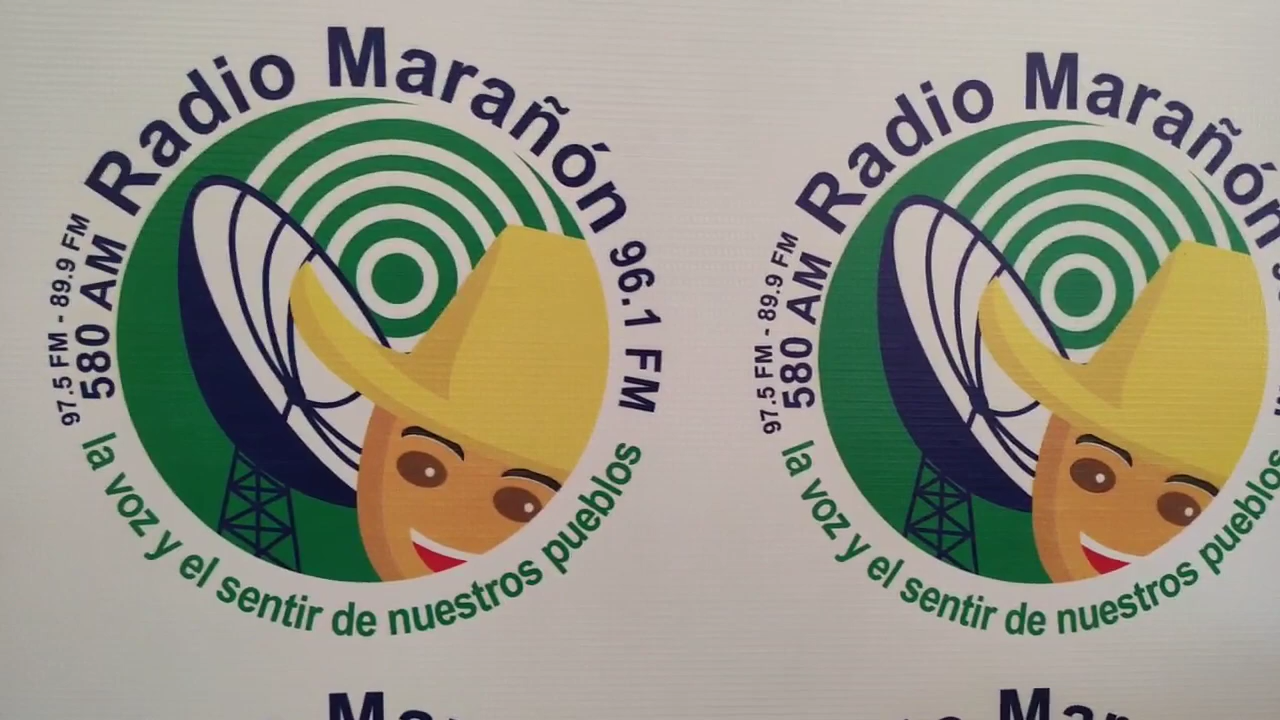 Radio Marañón 96.1 FM
97.5 FM - 89.9 FM
580 AM
la voz y el sentir de nuestros pueblos
Radio Marañón
97.5 FM - 89.9 FM
580 AM
la voz y el sentir de nuestros pueblos